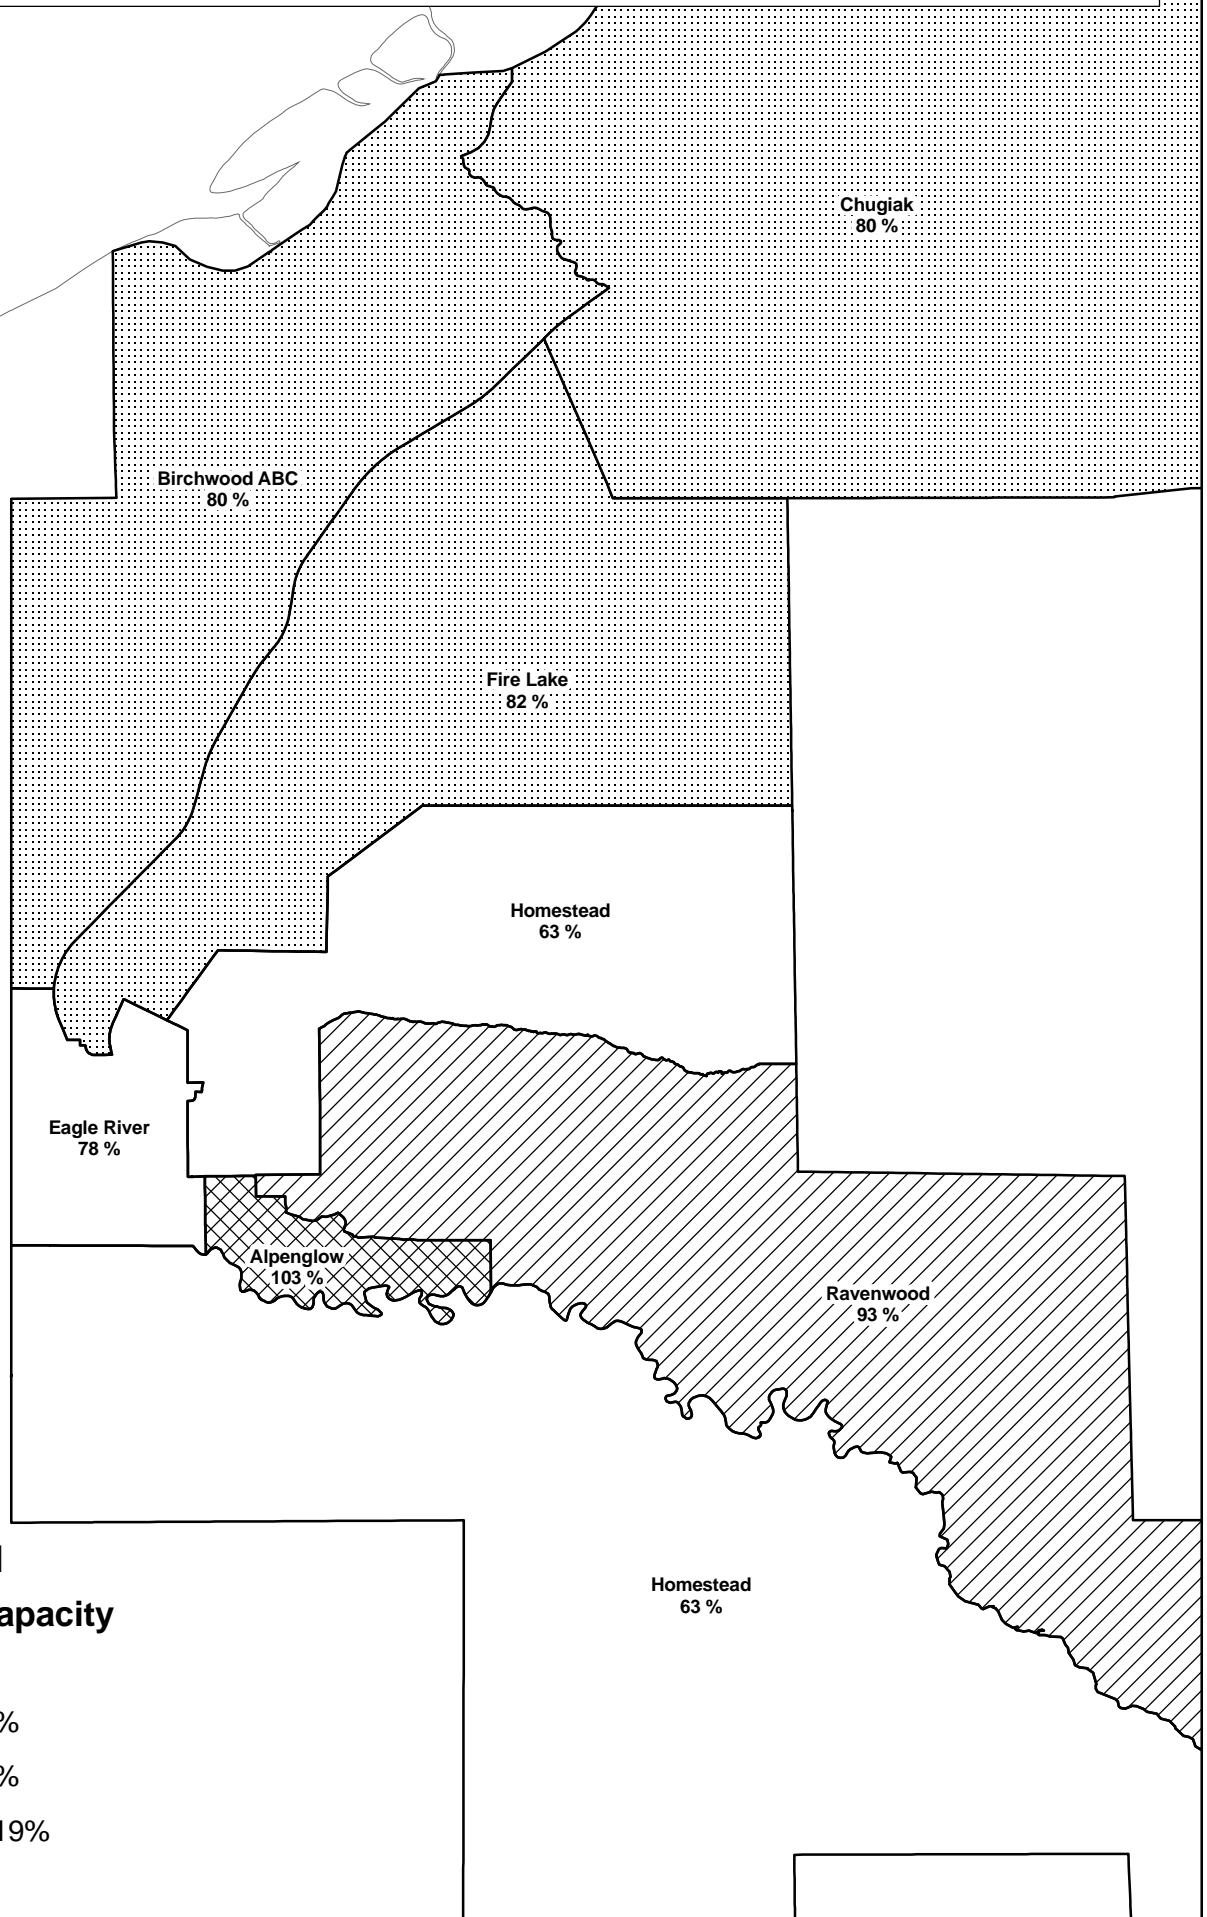 Chugiak
80 %
Birchwood ABC
80 %
Fire Lake
82 %
Homestead
63 %
Eagle River
78 %
Alpenglow
103 %
Ravenwood
93 %
Homestead
63 %
apacity
%
%
19%